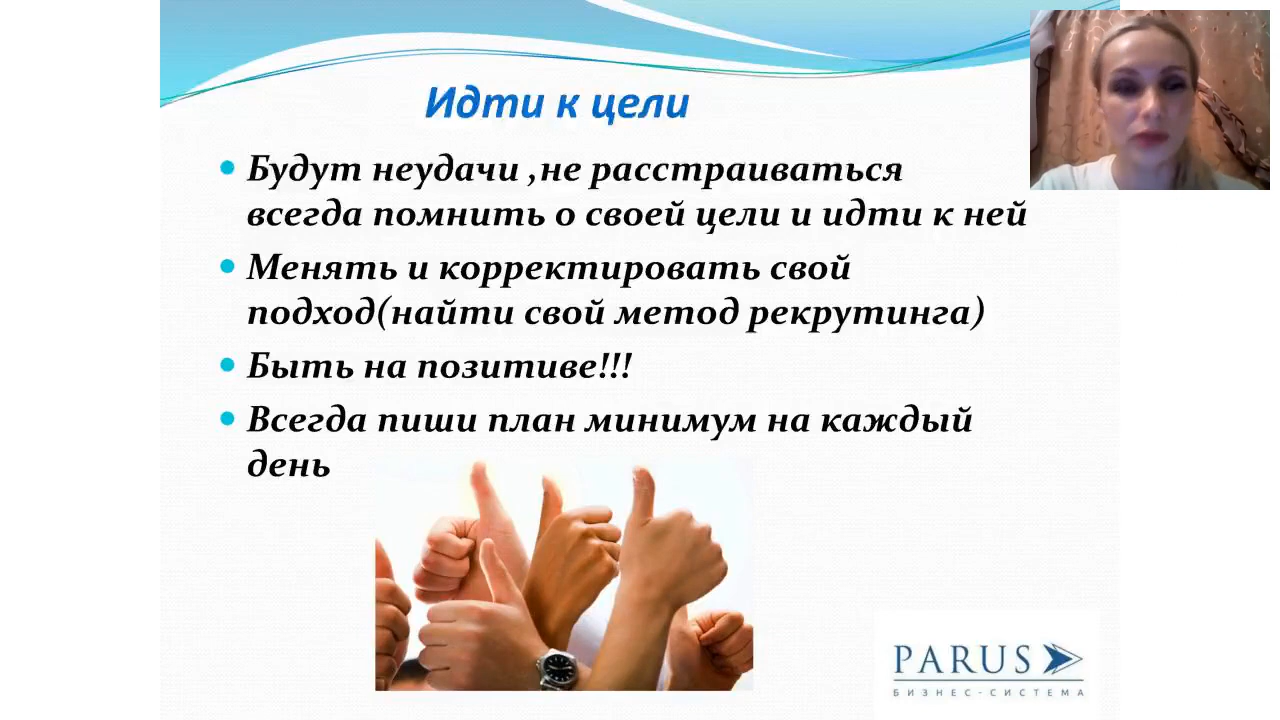 Идти к цели
Будут неудачи ,не расстраиваться
всегда помнить о своей цели и идти к ней
Менять и корректировать свой
подход(найти свой метод рекрутинга)
Быть на позитиве!!!
Всегда пиши план минимум на каждый
день
PARUS
БИЗНЕС-СИСТЕМА